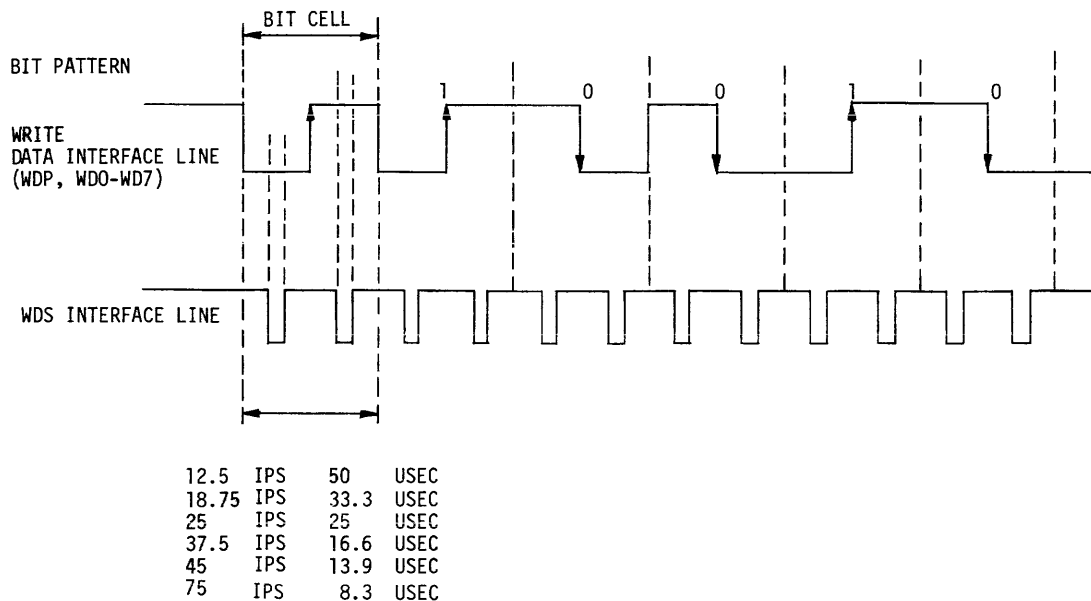 BIT CELL
BIT PATTERN
1 0 0 1 0
WRITE
DATA INTERFACE LINE
(WDP, WD0-WD7)
WDS INTERFACE LINE
12.5 IPS 50 USEC
18.75 IPS 33.3 USEC
25 IPS 25 USEC
37.5 IPS 16.6 USEC
45 IPS 13.9 USEC
75 IPS 8.3 USEC